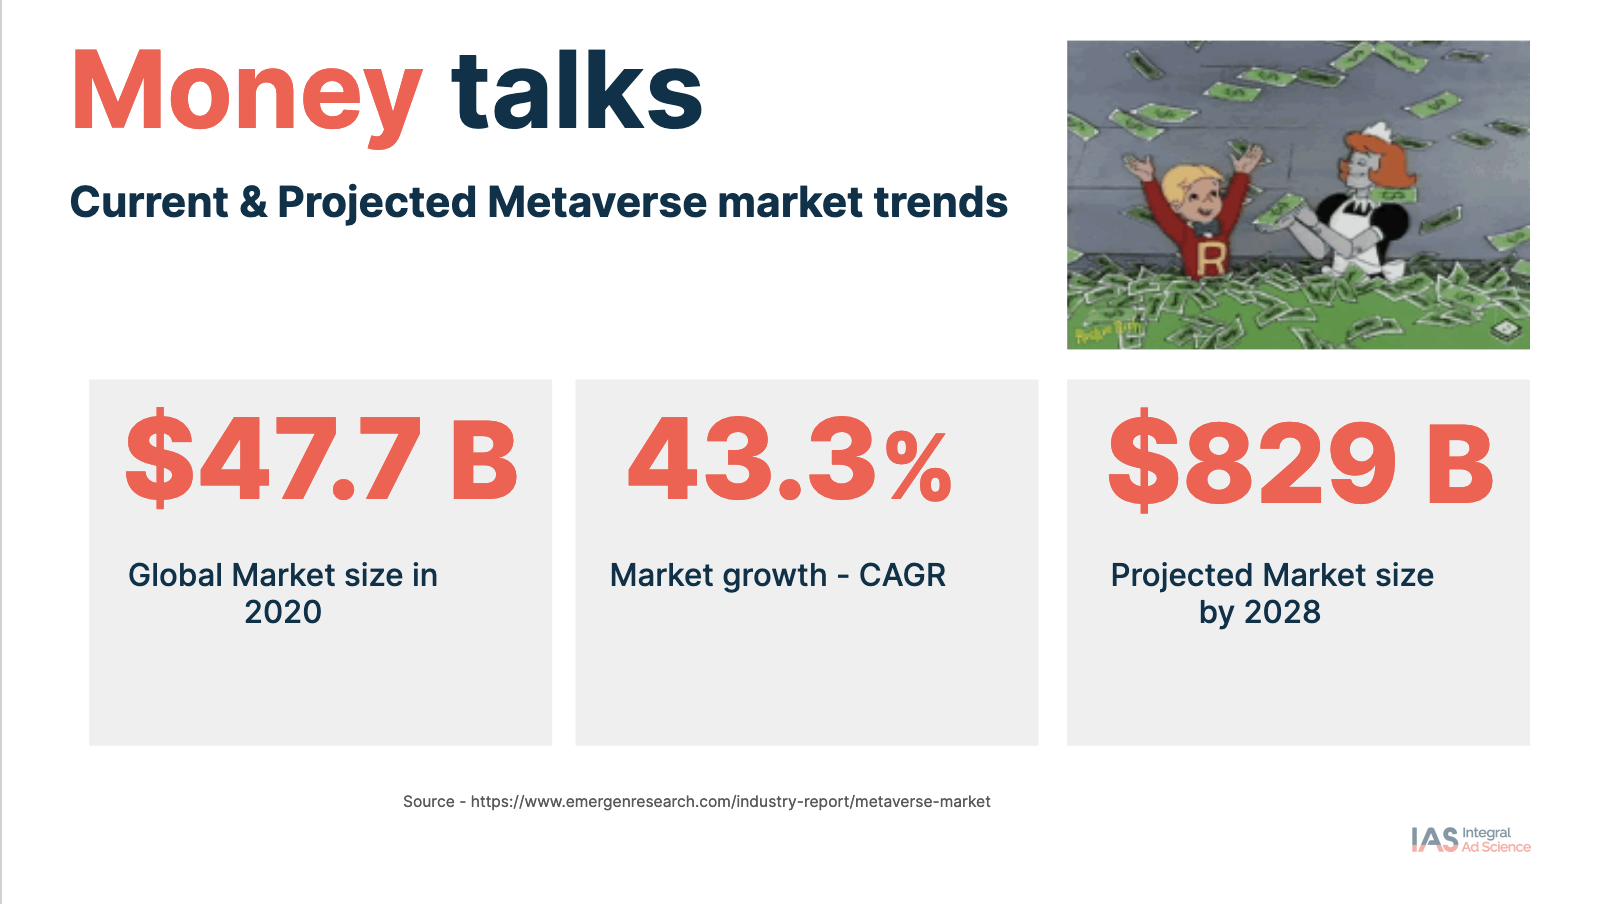 Money talks
Current & Projected Metaverse market trends
R
Richie Rich
$47.7 B
Global Market size in
2020
43.3%
Market growth - CAGR
$829 B
Projected Market size
by 2028
Source - https://www.emergenresearch.com/industry-report/metaverse-market
IAS Integral
Ad Science